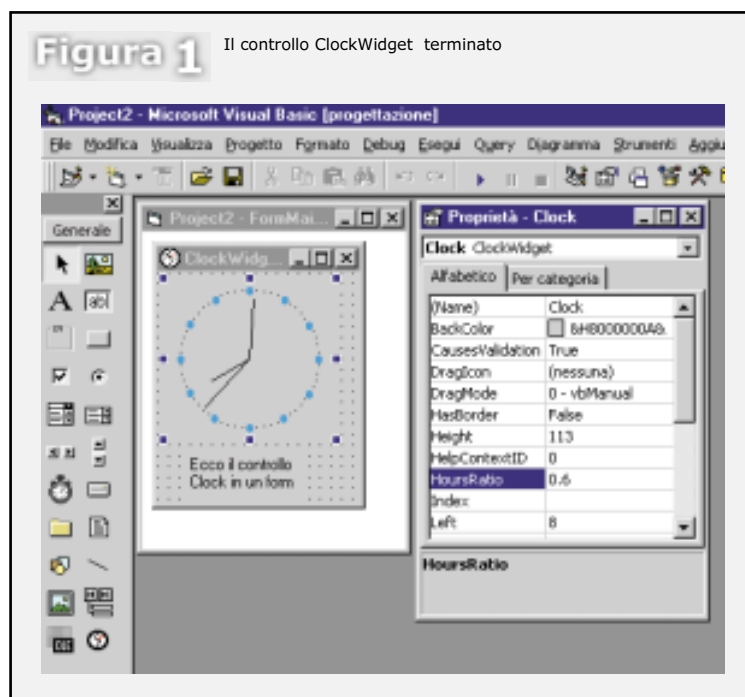 Figura 1
Il controllo ClockWidget terminato
Project2 - Microsoft Visual Basic [progettazione]
File Modifica Visualizza Progetto Formato Debug Esegui Query Diagramma Strumenti Aggiu
Generale
Project2 - FormMai...
ClockWidg...
Ecco il controllo
Clock in un form
Proprietà - Clock
Clock ClockWidget
Alfabetico Per categoria
(Name) Clock
BackColor &H8000000A&
CausesValidation True
DragIcon (nessuna)
DragMode 0 - vbManual
HasBorder False
Height 113
HelpContextID 0
HoursRatio 0.6
Index
Left 8
HoursRatio
A
abl